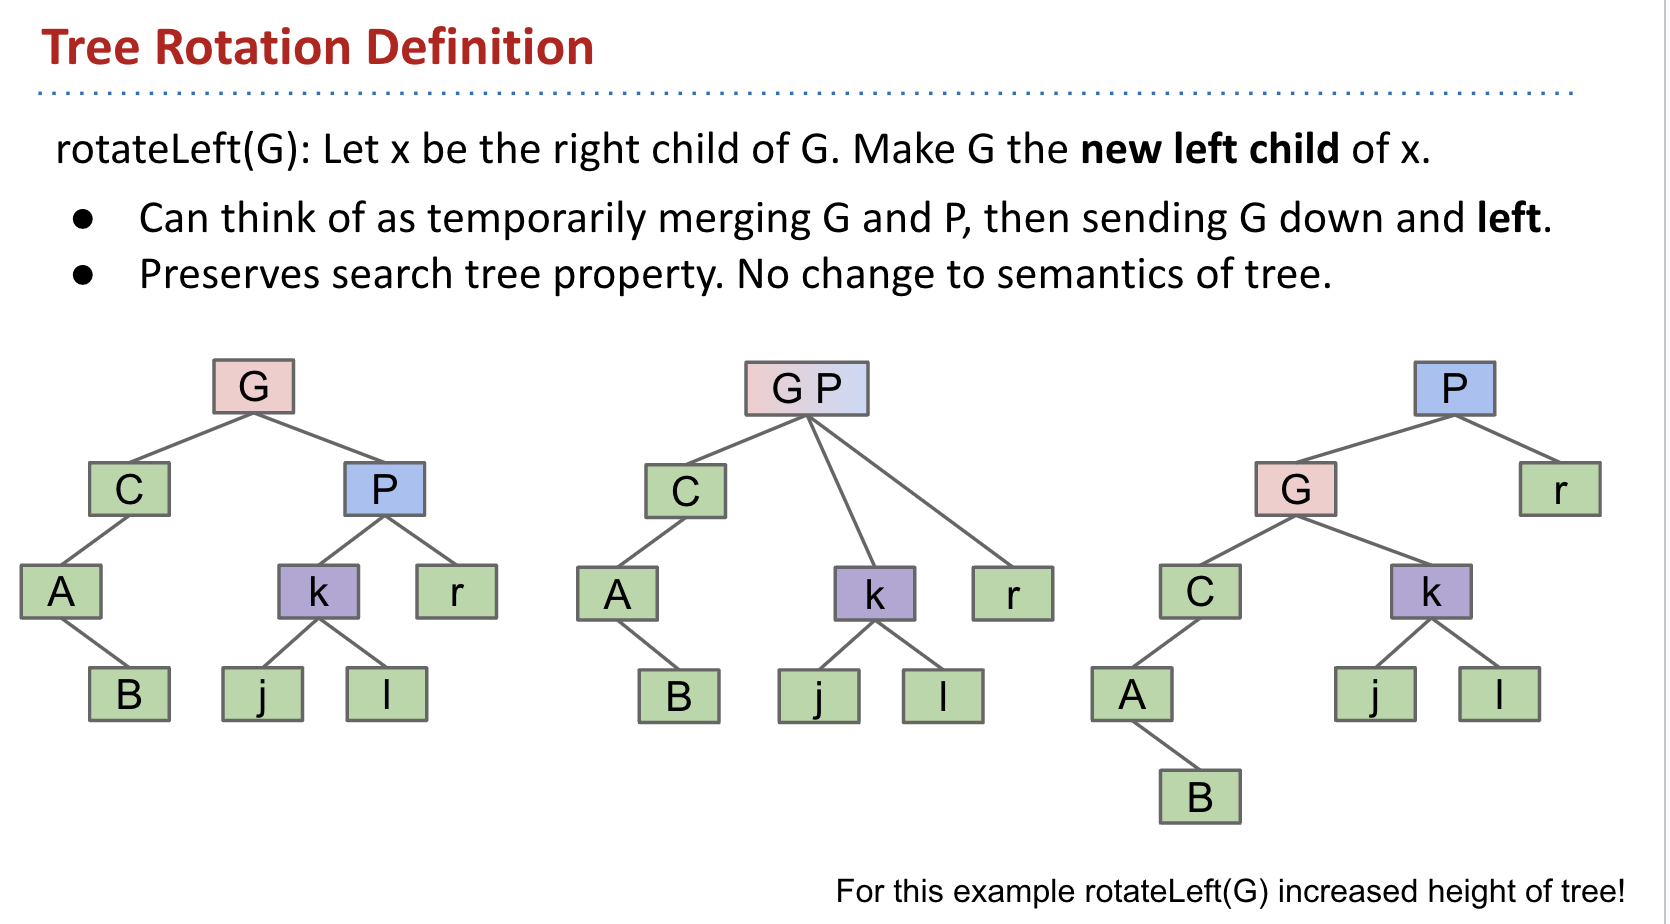 Tree Rotation Definition
rotateLeft(G): Let x be the right child of G. Make G the new left child of x.
● Can think of as temporarily merging G and P, then sending G down and left.
● Preserves search tree property. No change to semantics of tree.
G
C P
A k r
B j l
G P
C
A k r
B j l
P
G r
C k
A j l
B
For this example rotateLeft(G) increased height of tree!